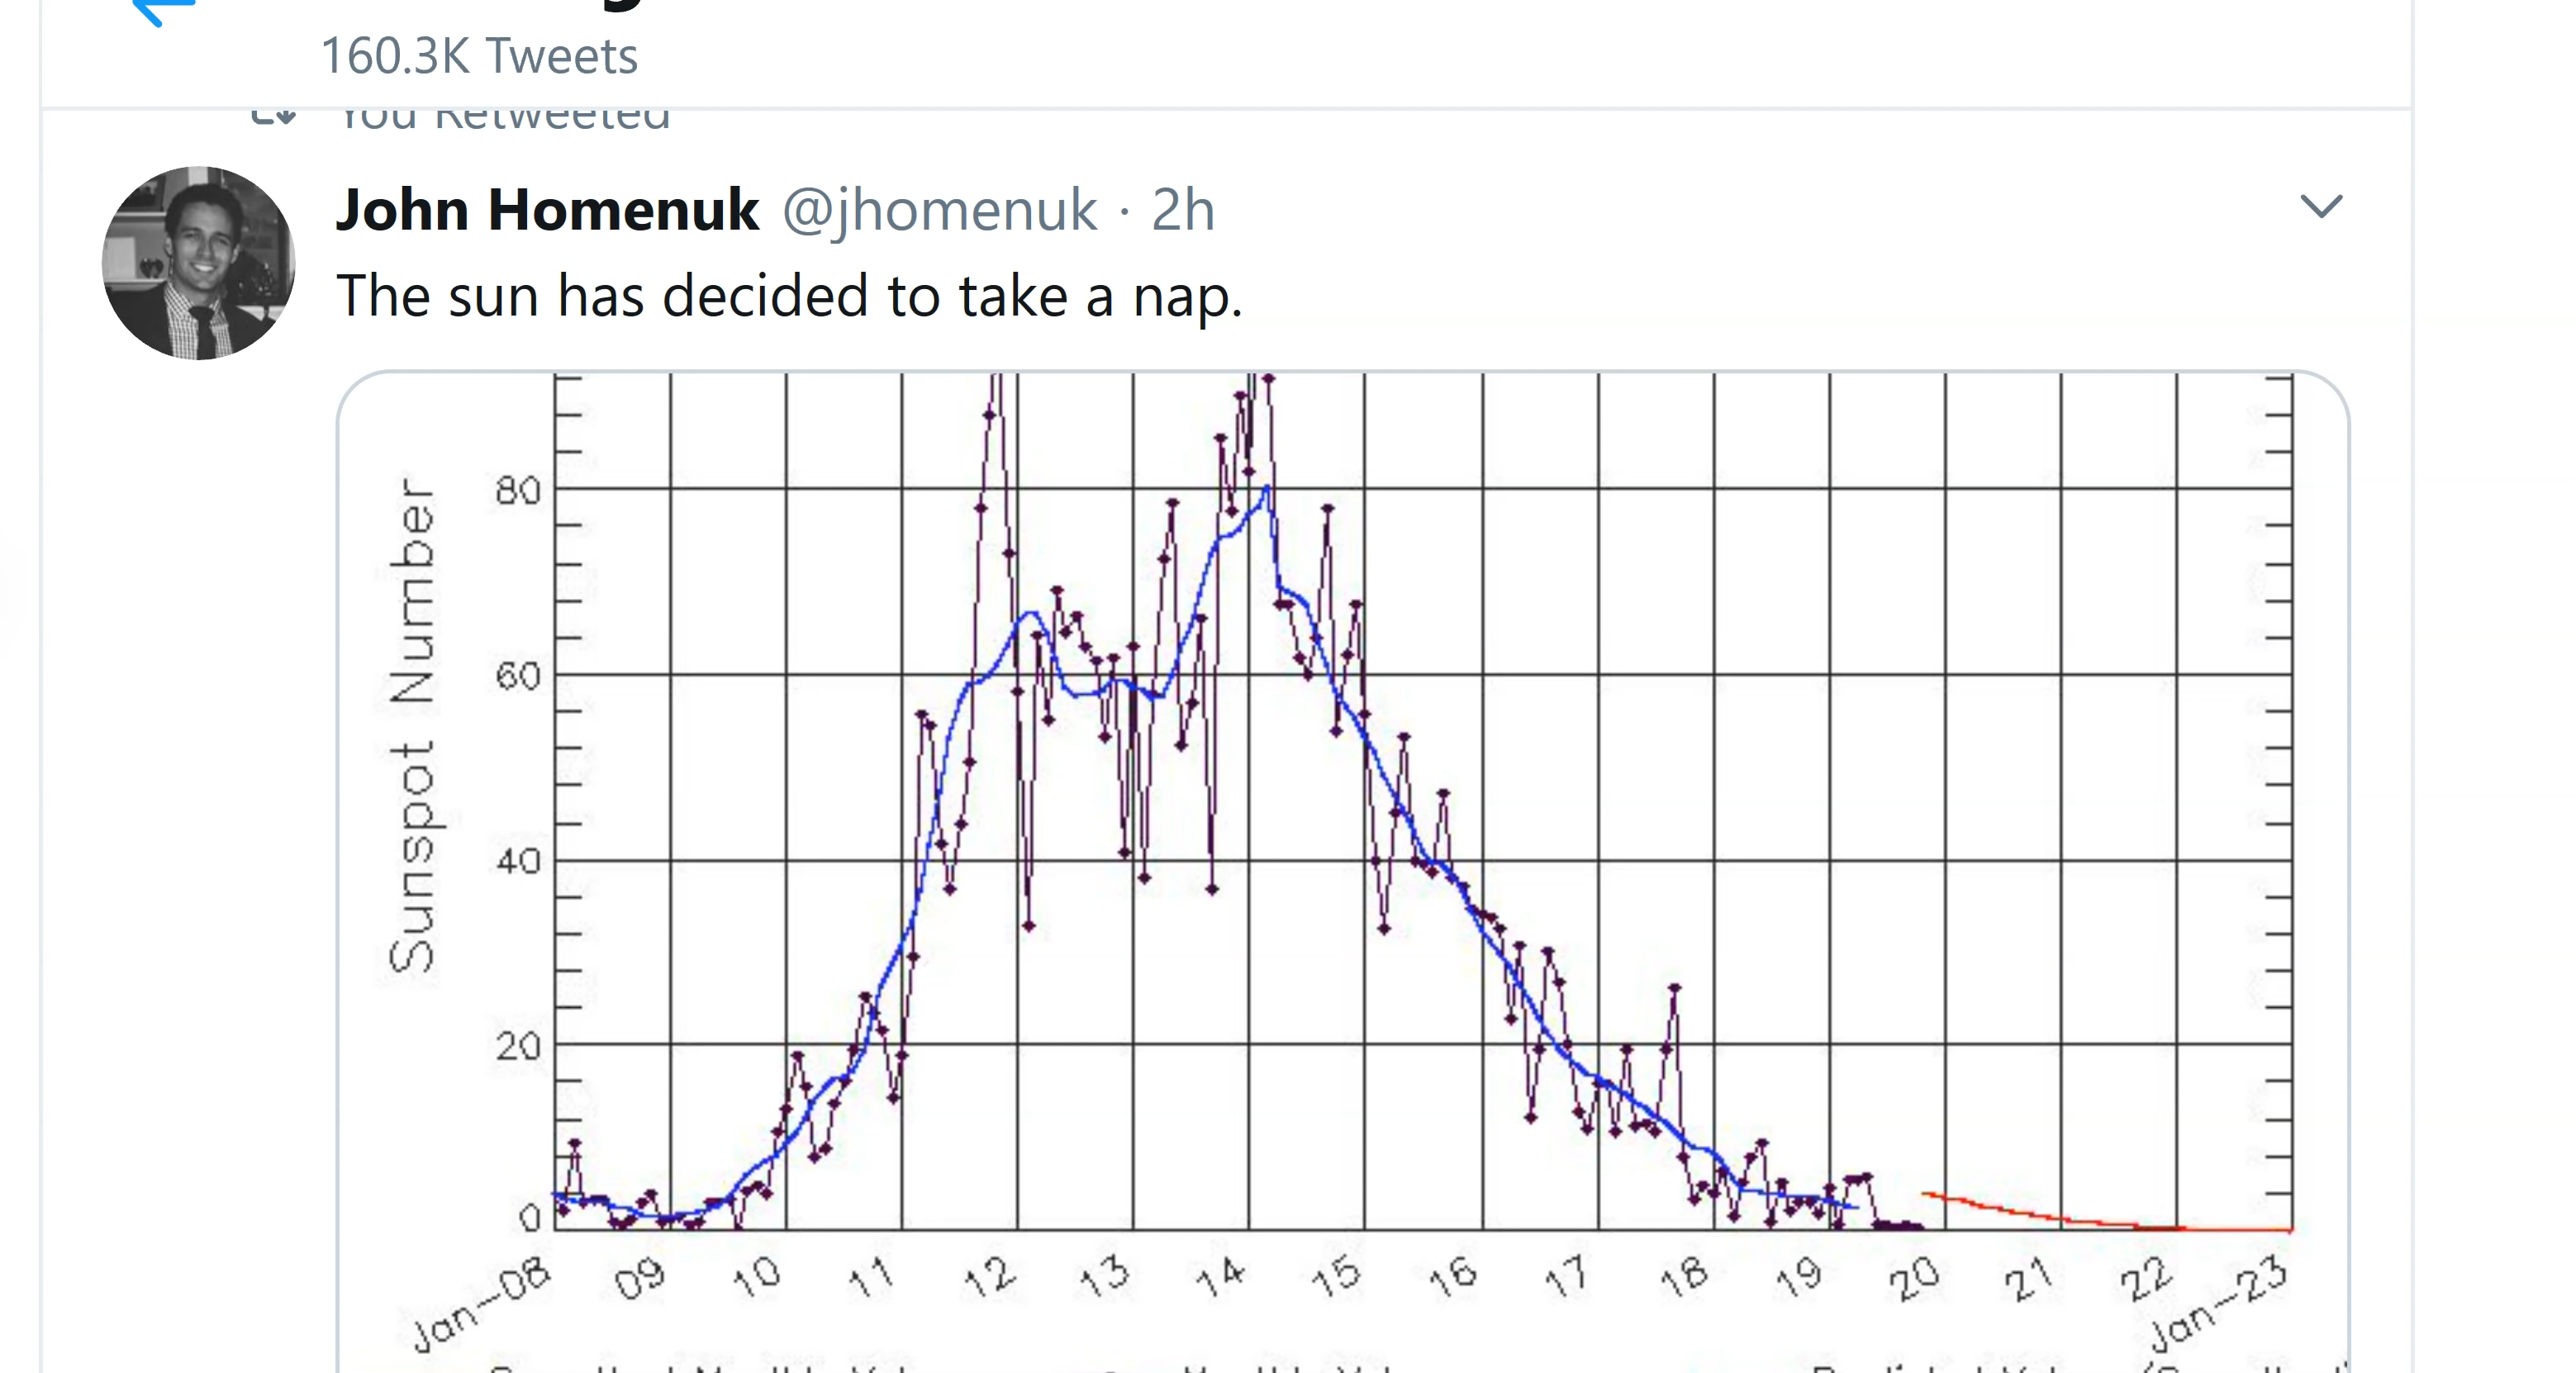 160.3K Tweets
You Retweeted
John Homenuk @jhomenuk · 2h
The sun has decided to take a nap.
Sunspot Number
80
60
40
20
0
Jan-08 09 10 11 12 13 14 15 16 17 18 19 20 21 22 Jan-23